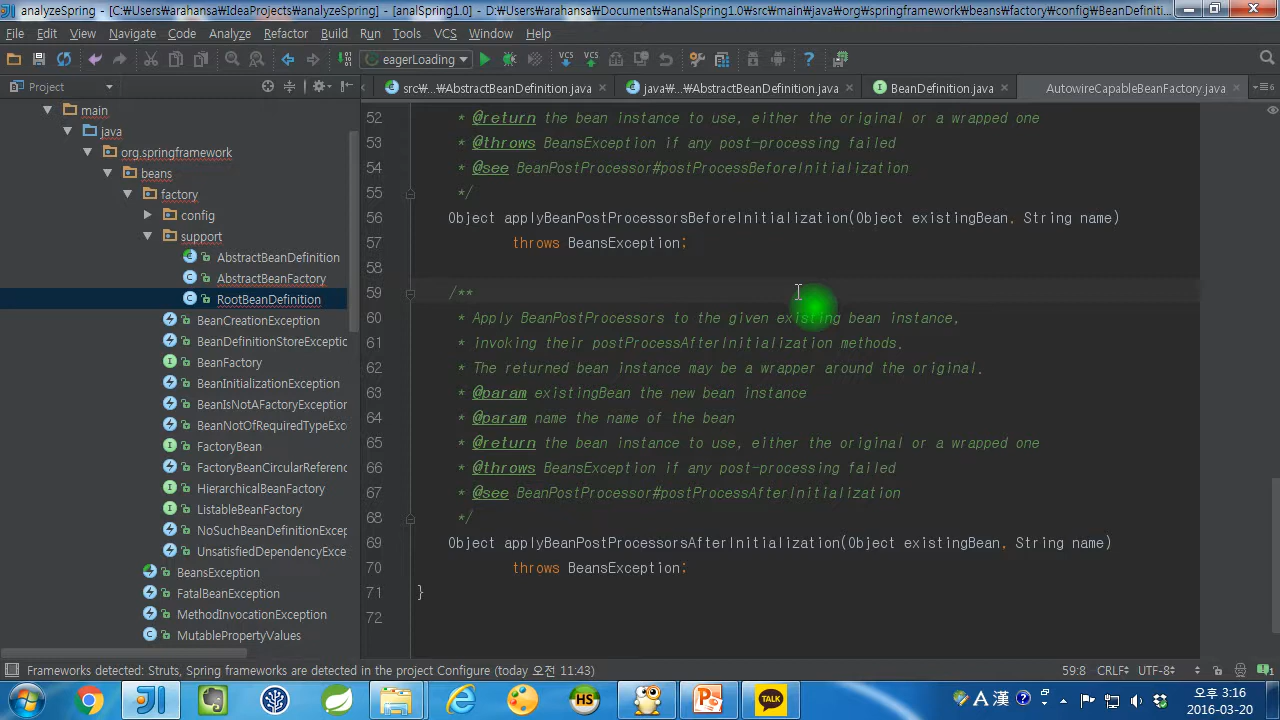 analyzeSpring - [C:₩Users₩arahansa₩IdeaProjects₩analyzeSpring] - [analSpring1.0] - D:₩Users₩arahansa₩Documents₩analSpring1.0₩src₩main₩java₩org₩springframework₩beans₩factory₩config₩BeanDefiniti...
File Edit View Navigate Code Analyze Refactor Build Run Tools VCS Window Help
eagerLoading VCS VCS
Project
src₩...₩AbstractBeanDefinition.java java₩...₩AbstractBeanDefinition.java BeanDefinition.java AutowireCapableBeanFactory.java
main
java
org.springframework
beans
factory
config
support
AbstractBeanDefinition
AbstractBeanFactory
RootBeanDefinition
BeanCreationException
BeanDefinitionStoreExceptio
BeanFactory
BeanInitializationException
BeanIsNotAFactoryException
BeanNotOfRequiredTypeExc
FactoryBean
FactoryBeanCircularReferenc
HierarchicalBeanFactory
ListableBeanFactory
NoSuchBeanDefinitionExcep
UnsatisfiedDependencyExce
BeansException
FatalBeanException
MethodInvocationException
MutablePropertyValues
52 * @return the bean instance to use, either the original or a wrapped one
53 * @throws BeansException if any post-processing failed
54 * @see BeanPostProcessor#postProcessBeforeInitialization
55 */
56 Object applyBeanPostProcessorsBeforeInitialization(Object existingBean, String name)
57 throws BeansException;
58
59 /**
60 * Apply BeanPostProcessors to the given existing bean instance,
61 * invoking their postProcessAfterInitialization methods.
62 * The returned bean instance may be a wrapper around the original.
63 * @param existingBean the new bean instance
64 * @param name the name of the bean
65 * @return the bean instance to use, either the original or a wrapped one
66 * @throws BeansException if any post-processing failed
67 * @see BeanPostProcessor#postProcessAfterInitialization
68 */
69 Object applyBeanPostProcessorsAfterInitialization(Object existingBean, String name)
70 throws BeansException;
71 }
72
Frameworks detected: Struts, Spring frameworks are detected in the project Configure (today 오전 11:43) 59:8 CRLF UTF-8
HS TALK A 漢 오후 3:16
2016-03-20